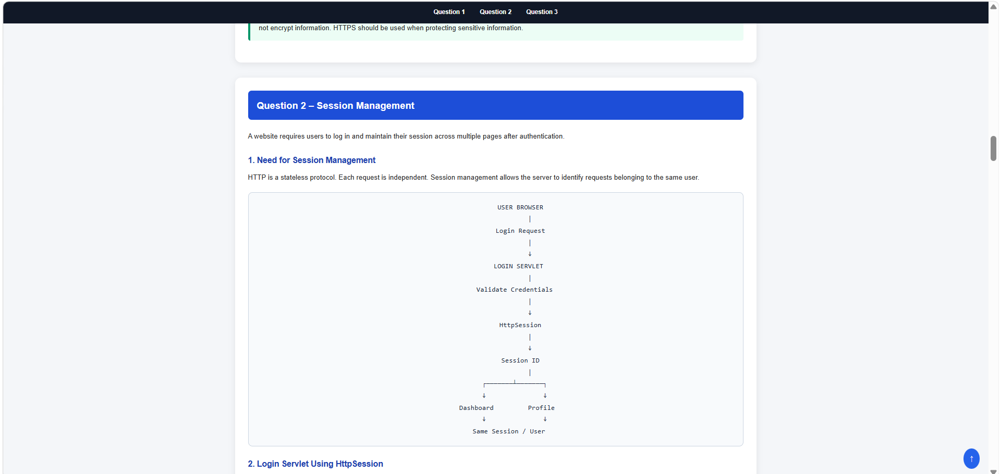 Question 1 Question 2 Question 3
not encrypt information. HTTPS should be used when protecting sensitive information.
Question 2 – Session Management
A website requires users to log in and maintain their session across multiple pages after authentication.
1. Need for Session Management
HTTP is a stateless protocol. Each request is independent. Session management allows the server to identify requests belonging to the same user.
USER BROWSER
|
Login Request
|
↓
LOGIN SERVLET
|
Validate Credentials
|
↓
HttpSession
|
↓
Session ID
|
┌───────┴───────┐
↓ ↓
Dashboard Profile
↓ ↓
Same Session / User
2. Login Servlet Using HttpSession
↑